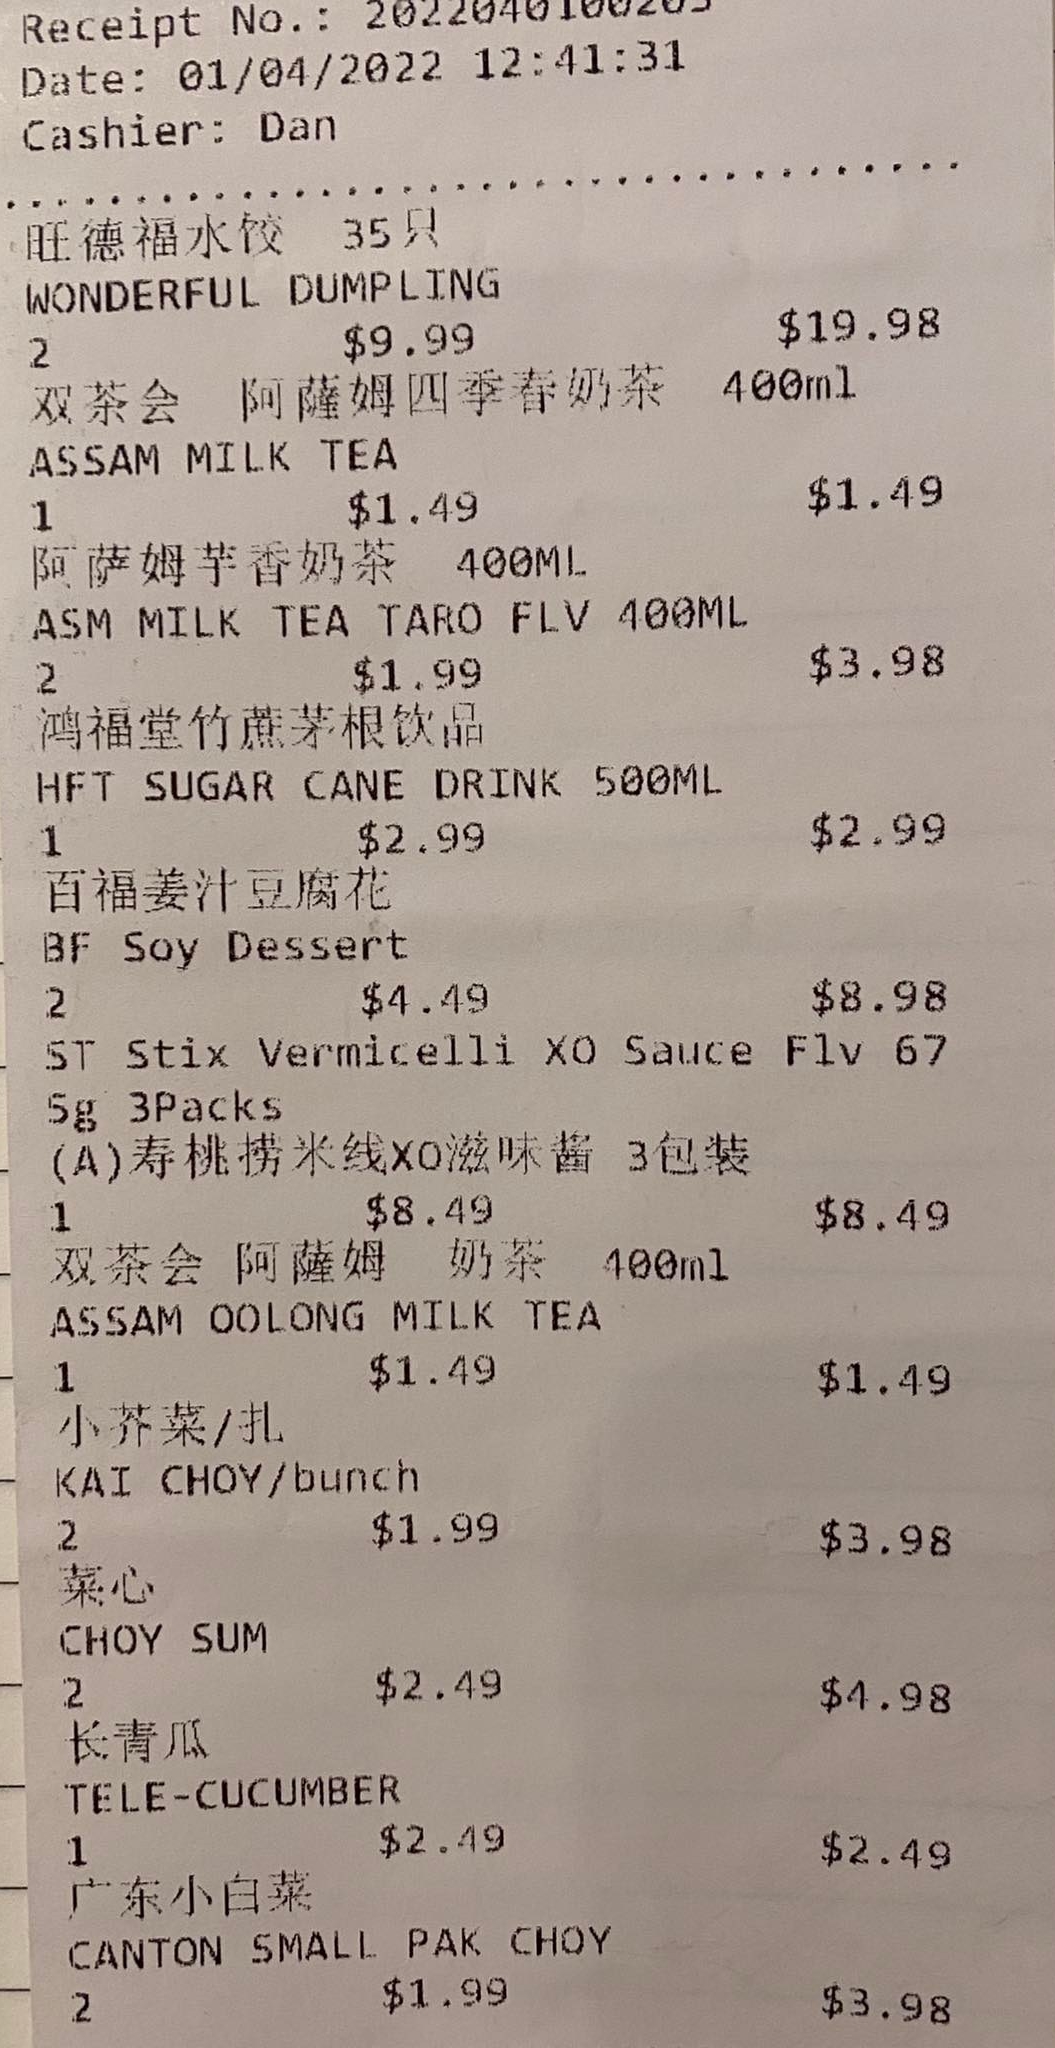 Receipt No.: 2022040100205
Date: 01/04/2022 12:41:31
Cashier: Dan
旺德福水饺 35只
WONDERFUL DUMPLING
2 $9.99 $19.98
双茶会 阿薩姆四季春奶茶 400ml
ASSAM MILK TEA
1 $1.49 $1.49
阿萨姆芋香奶茶 400ML
ASM MILK TEA TARO FLV 400ML
2 $1.99 $3.98
鸿福堂竹蔗茅根饮品
HFT SUGAR CANE DRINK 500ML
1 $2.99 $2.99
百福姜汁豆腐花
BF Soy Dessert
2 $4.49 $8.98
ST Stix Vermicelli XO Sauce Flv 67
5g 3Packs
(A)寿桃捞米线XO滋味酱 3包装
1 $8.49 $8.49
双茶会 阿薩姆 奶茶 400ml
ASSAM OOLONG MILK TEA
1 $1.49 $1.49
小芥菜/扎
KAI CHOY/bunch
2 $1.99 $3.98
菜心
CHOY SUM
2 $2.49 $4.98
长青瓜
TELE-CUCUMBER
1 $2.49 $2.49
广东小白菜
CANTON SMALL PAK CHOY
2 $1.99 $3.98